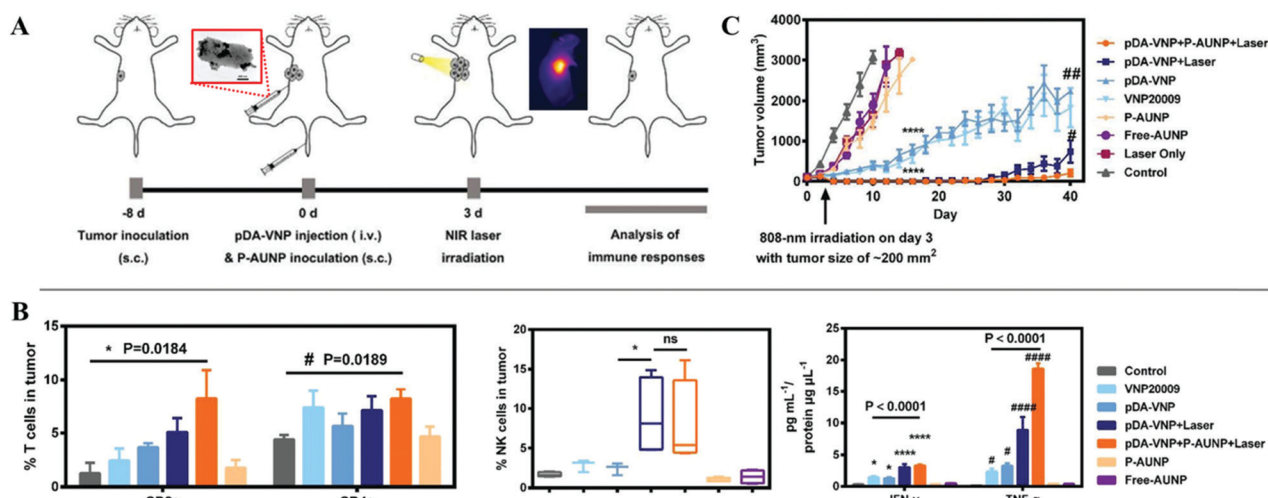 A
-8 d
0 d
3 d
Tumor inoculation
(s.c.)
pDA-VNP injection ( i.v.)
& P-AUNP inoculation (s.c.)
NIR laser
irradiation
Analysis of
immune responses
C
Tumor volume (mm3)
4000
3000
2000
1000
0
****
****
##
#
0
10
20
30
40
Day
808-nm irradiation on day 3
with tumor size of ~200 mm2
pDA-VNP+P-AUNP+Laser
pDA-VNP+Laser
pDA-VNP
VNP20009
P-AUNP
Free-AUNP
Laser Only
Control
B
% T cells in tumor
15
10
5
0
* P=0.0184
# P=0.0189
% NK cells in tumor
20
15
10
5
0
*
ns
pg mL-1/
protein µg µL-1
25
20
15
10
5
0
P < 0.0001
P < 0.0001
*
*
****
****
#
#
####
####
Control
VNP20009
pDA-VNP
pDA-VNP+Laser
pDA-VNP+P-AUNP+Laser
P-AUNP
Free-AUNP